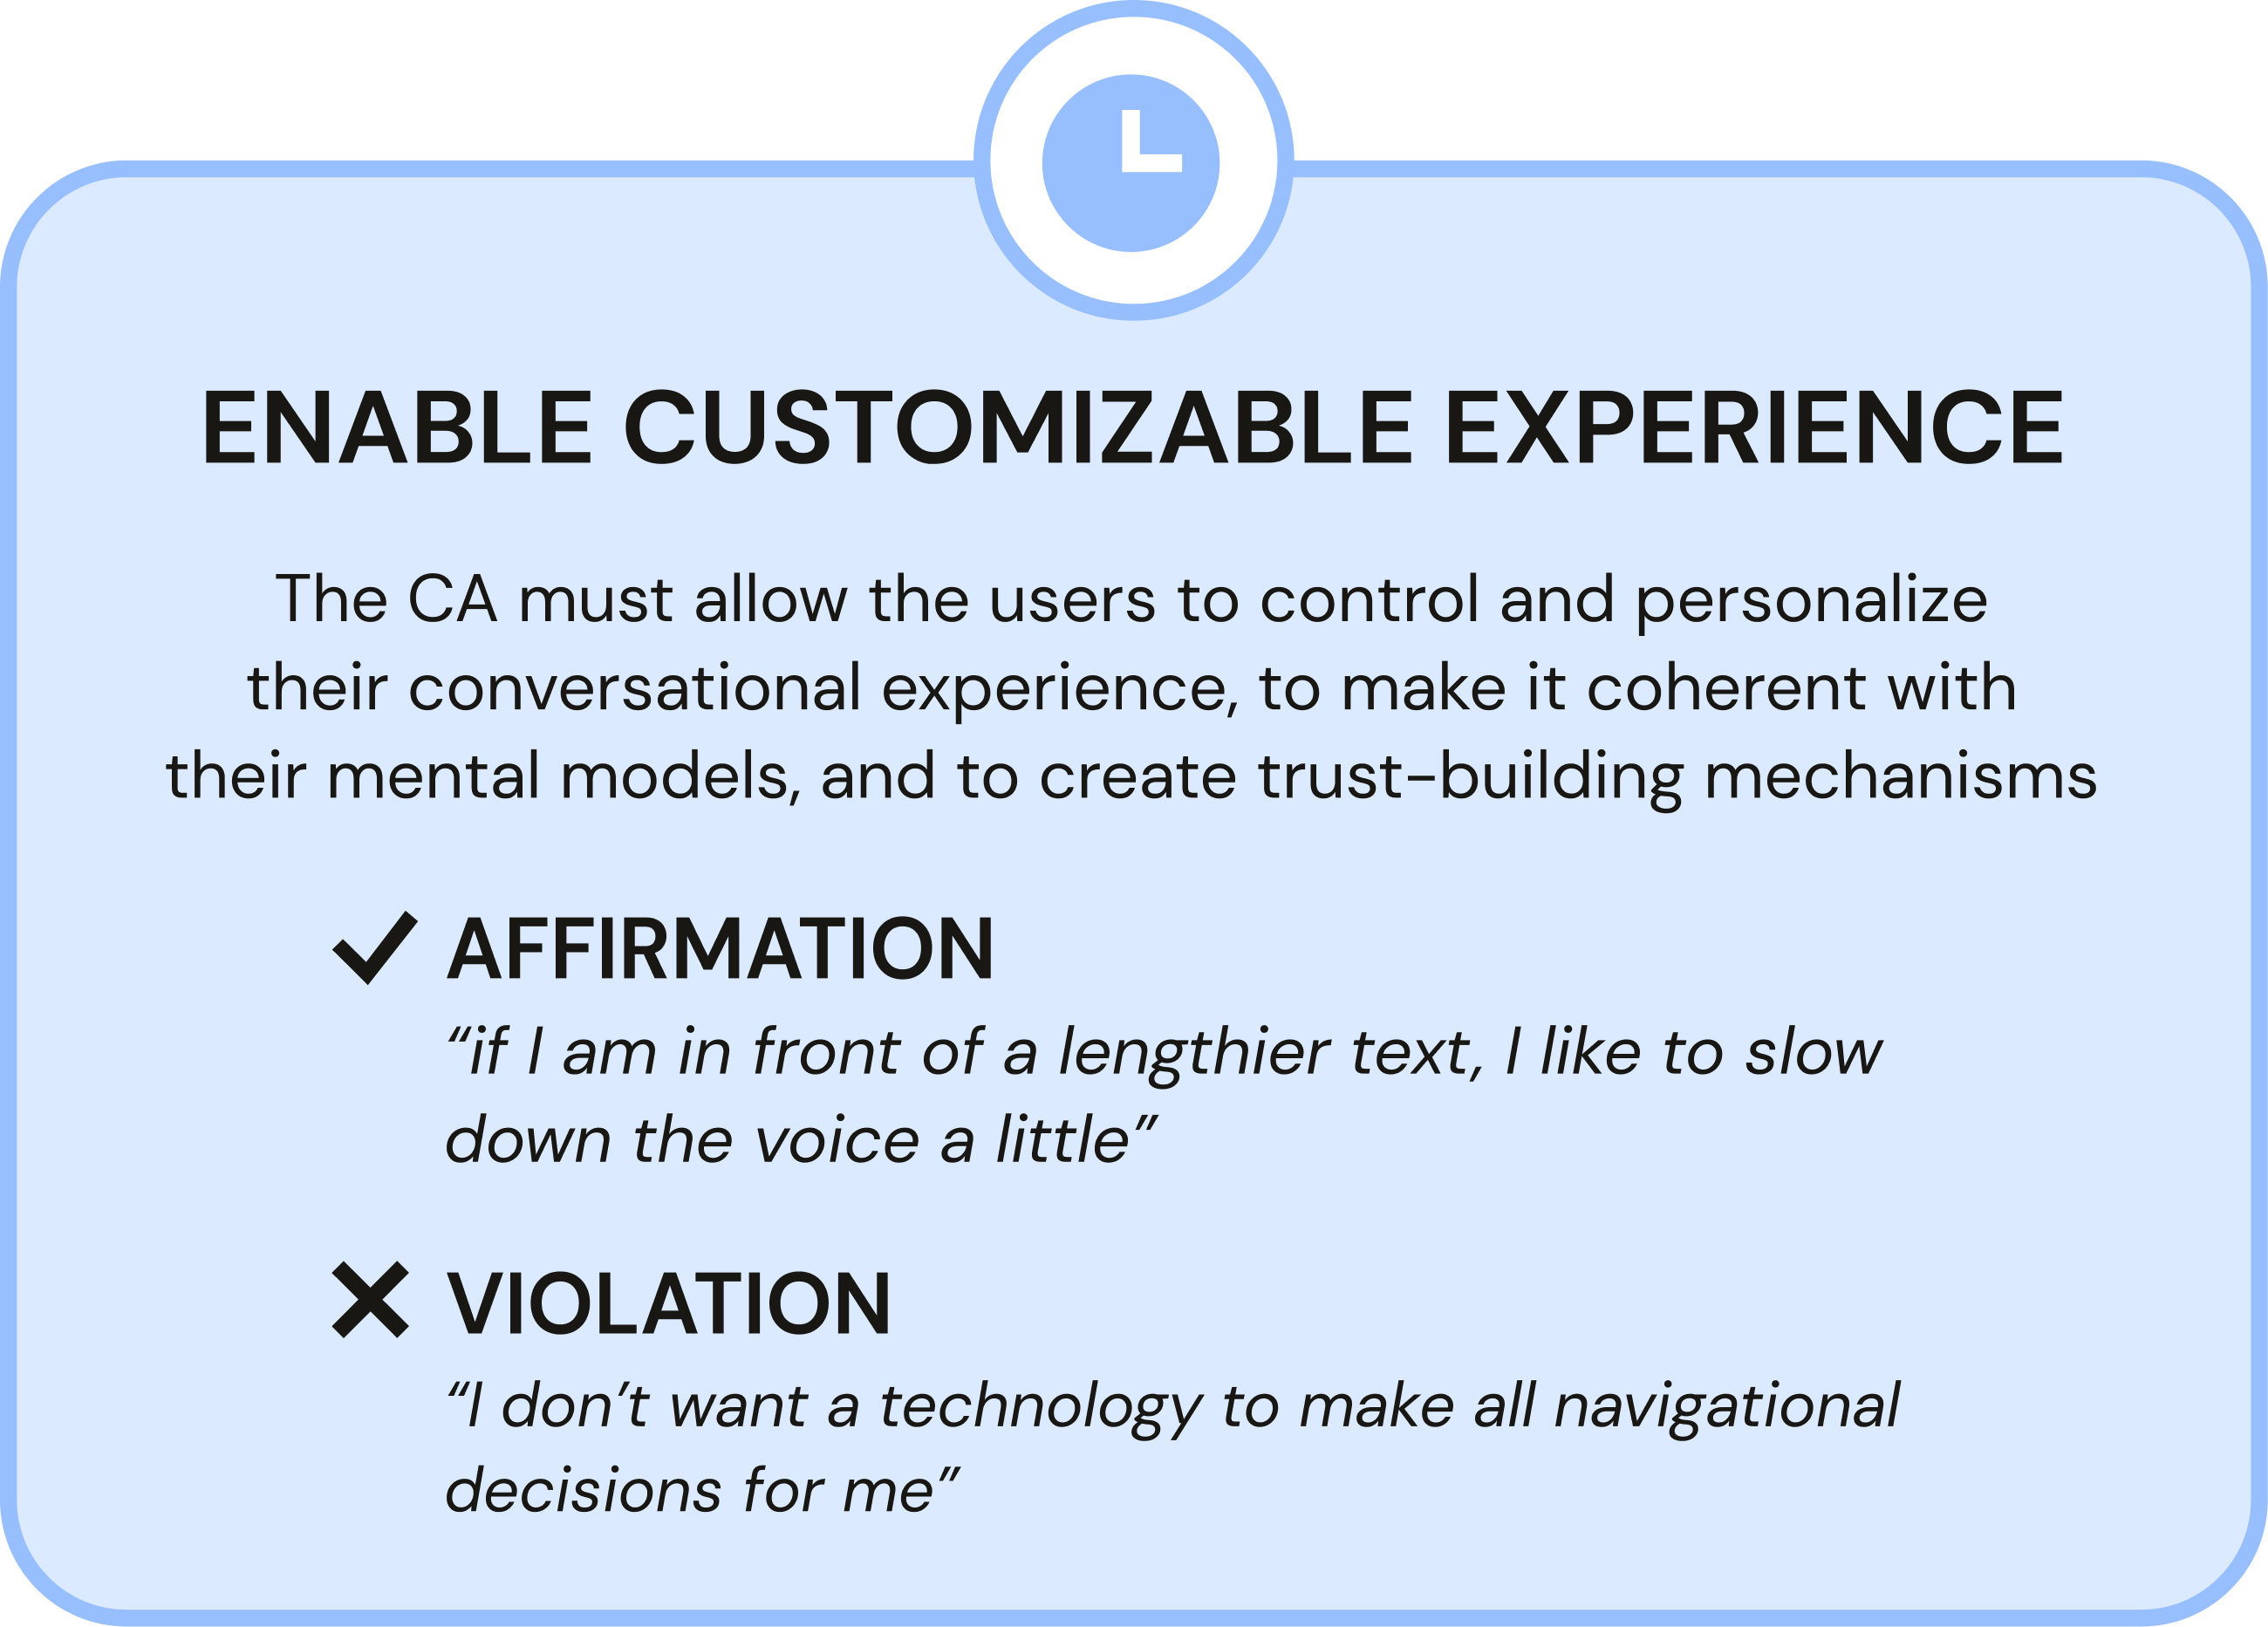 ENABLE CUSTOMIZABLE EXPERIENCE
The CA must allow the users to control and personalize
their conversational experience, to make it coherent with
their mental models, and to create trust-building mechanisms
AFFIRMATION
“if I am in front of a lengthier text, I like to slow
down the voice a little”
VIOLATION
“I don’t want a technology to make all navigational
decisions for me”